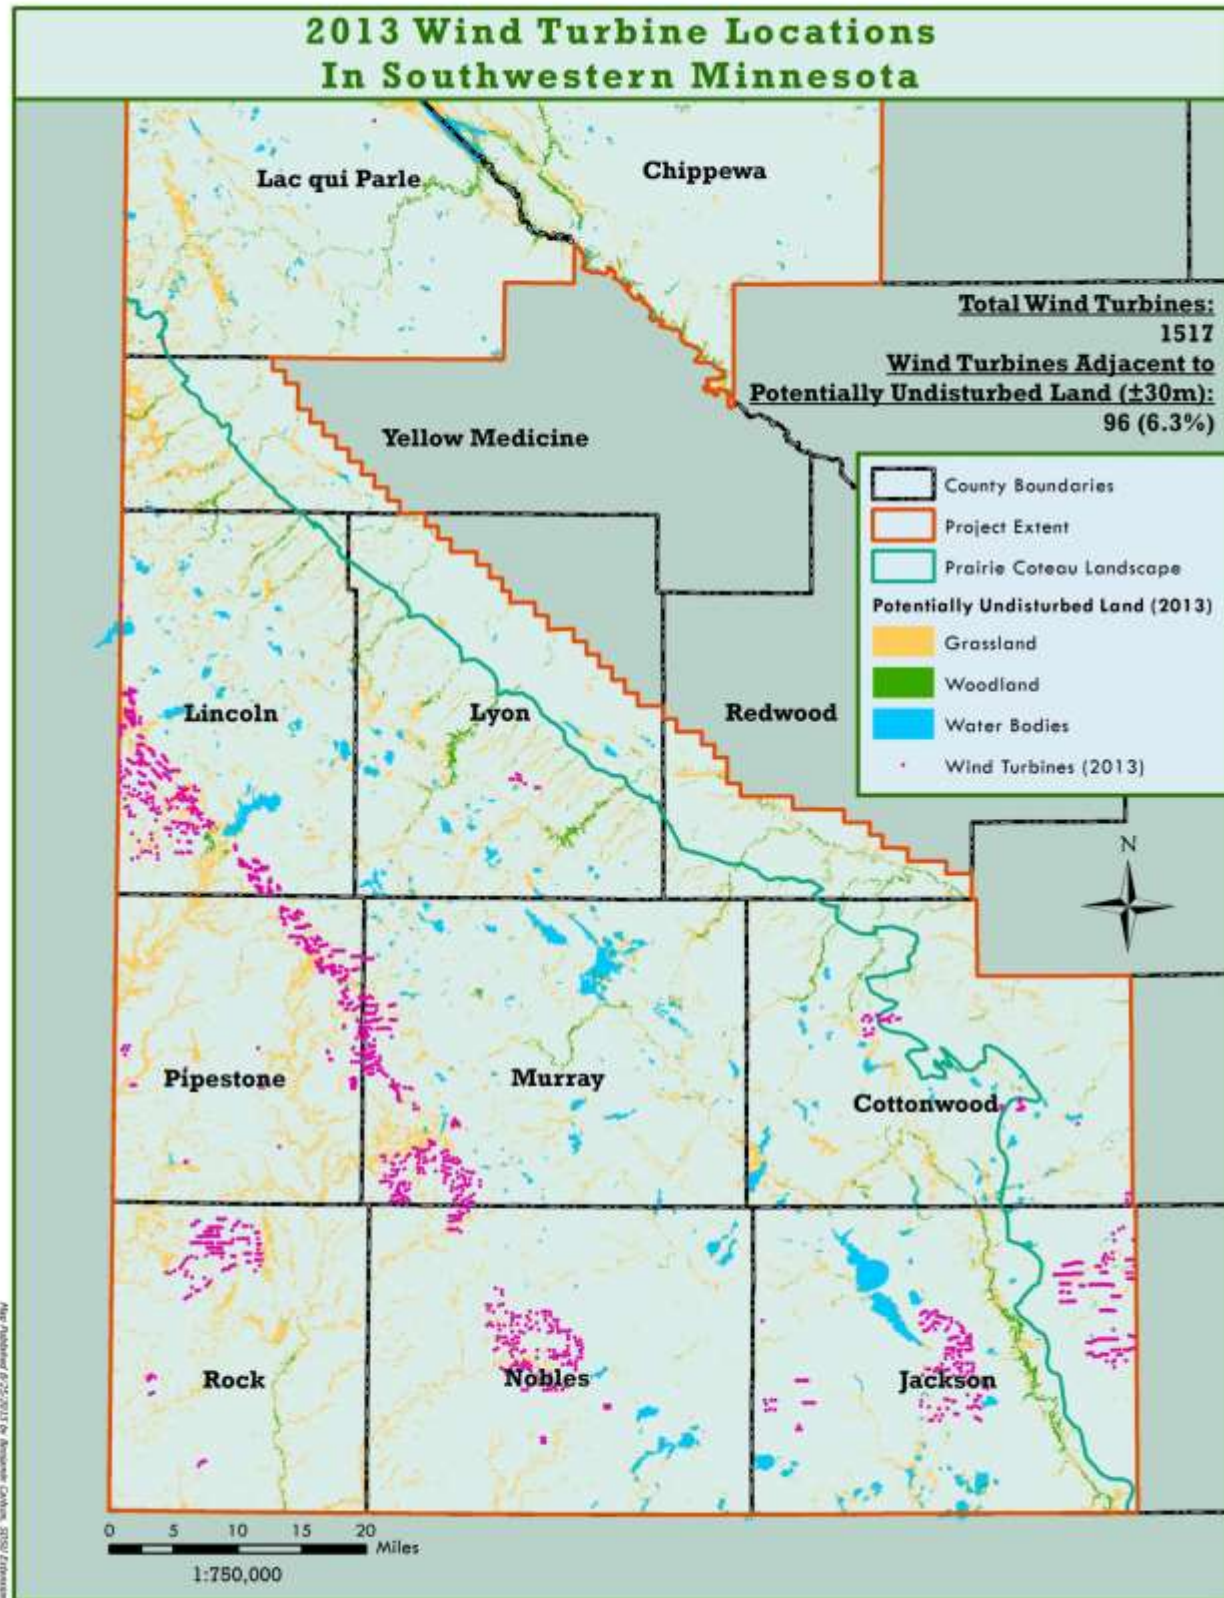 2013 Wind Turbine Locations
In Southwestern Minnesota
Lac qui Parle
Chippewa
Total Wind Turbines:
1517
Wind Turbines Adjacent to
Potentially Undisturbed Land (±30m):
96 (6.3%)
Yellow Medicine
County Boundaries
Project Extent
Prairie Coteau Landscape
Potentially Undisturbed Land (2013)
Grassland
Woodland
Water Bodies
Wind Turbines (2013)
Lincoln
Lyon
Redwood
N
Pipestone
Murray
Cottonwood
Rock
Nobles
Jackson
0 5 10 15 20
Miles
1:750,000